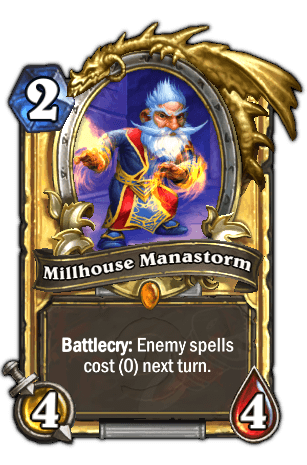 2
Millhouse Manastorm
Battlecry: Enemy spells
cost (0) next turn.
4 4